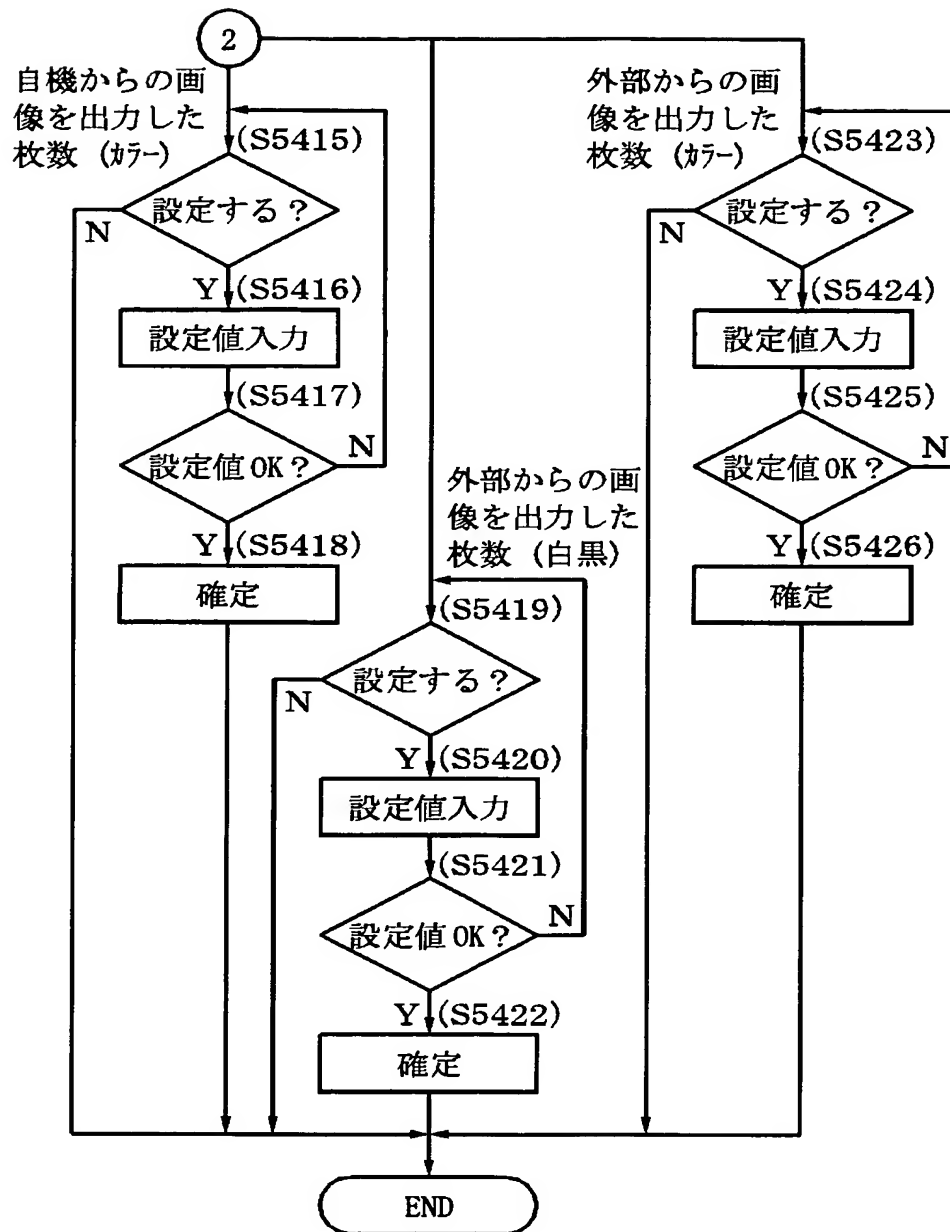 2
自機からの画
像を出力した
枚数 (ｶﾗｰ)
(S5415)
設定する?
N
Y (S5416)
設定値入力
(S5417)
設定値OK?
N
Y (S5418)
確定
外部からの画
像を出力した
枚数 (白黒)
(S5419)
設定する?
N
Y (S5420)
設定値入力
(S5421)
設定値OK?
N
Y (S5422)
確定
外部からの画
像を出力した
枚数 (ｶﾗｰ)
(S5423)
設定する?
N
Y (S5424)
設定値入力
(S5425)
設定値OK?
N
Y (S5426)
確定
END